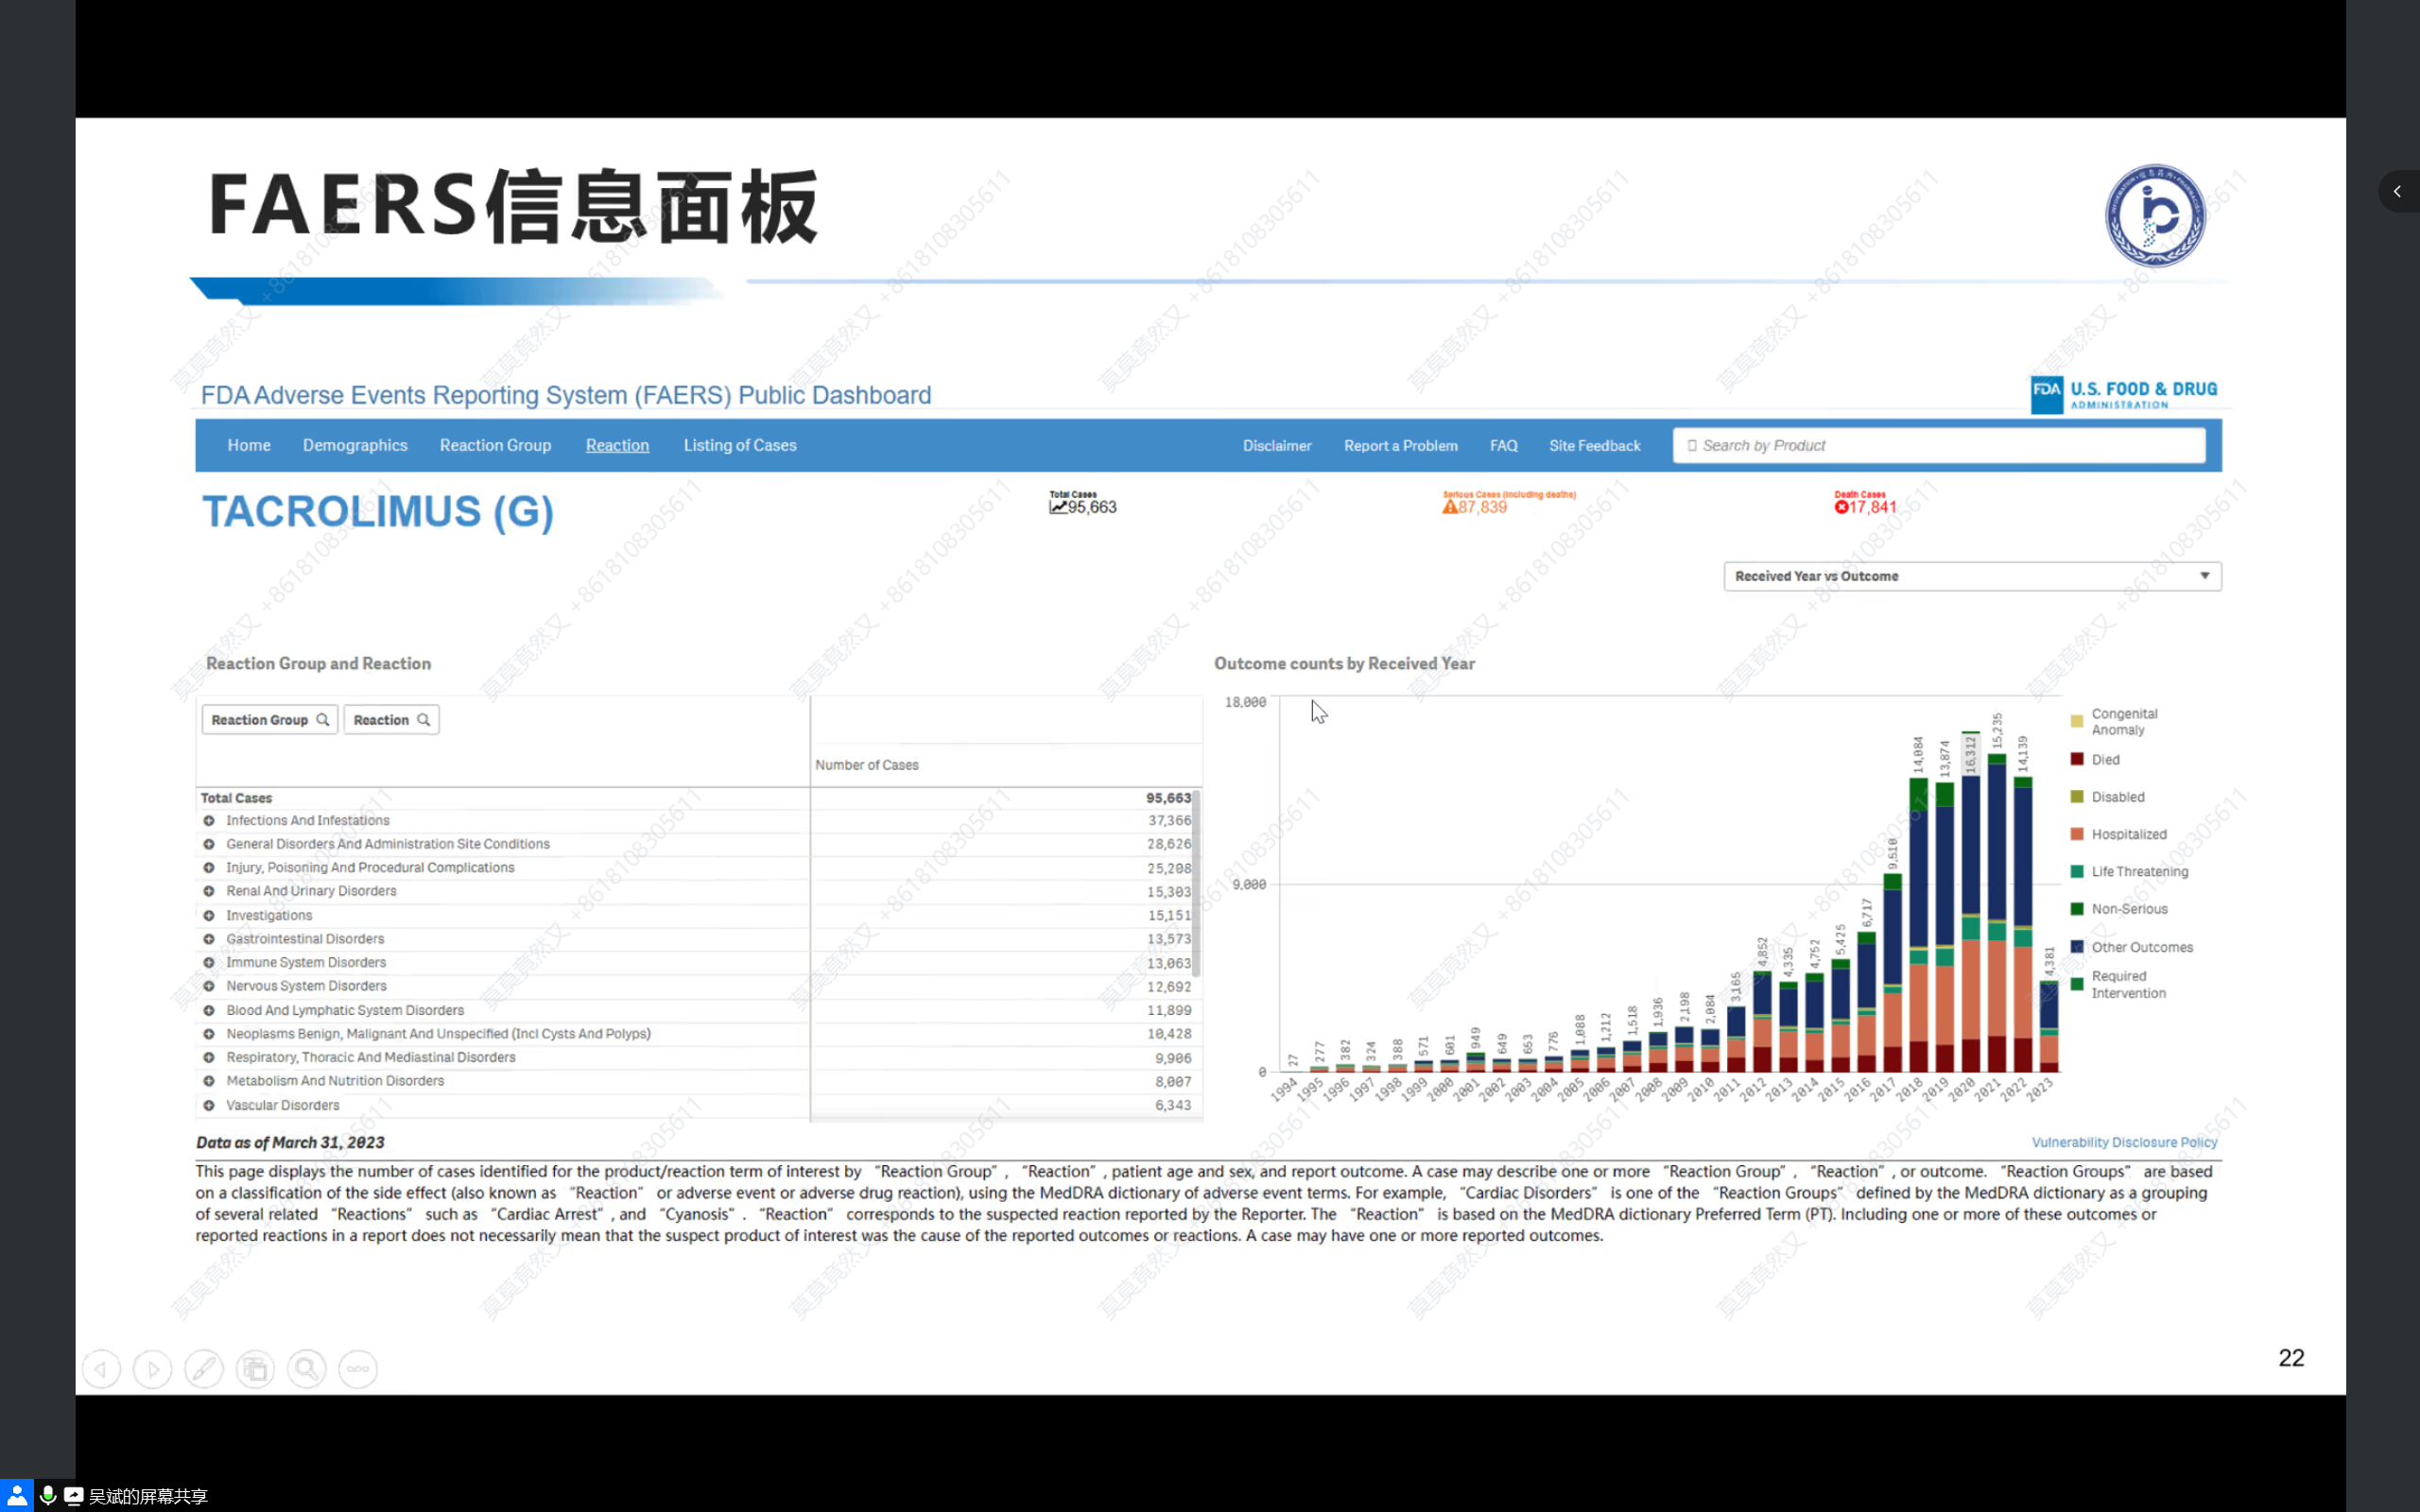 FAERS信息面板
FDA Adverse Events Reporting System (FAERS) Public Dashboard
FDA U.S. FOOD & DRUG
ADMINISTRATION
Home Demographics Reaction Group Reaction Listing of Cases Disclaimer Report a Problem FAQ Site Feedback Search by Product
TACROLIMUS (G)
Total Cases
95,663
Serious Cases (including deaths)
87,839
Death Cases
17,841
Received Year vs Outcome
Reaction Group and Reaction
Reaction Group Reaction
Number of Cases
Total Cases 95,663
Infections And Infestations 37,366
General Disorders And Administration Site Conditions 28,626
Injury, Poisoning And Procedural Complications 25,208
Renal And Urinary Disorders 15,303
Investigations 15,151
Gastrointestinal Disorders 13,573
Immune System Disorders 13,063
Nervous System Disorders 12,692
Blood And Lymphatic System Disorders 11,899
Neoplasms Benign, Malignant And Unspecified (Incl Cysts And Polyps) 10,428
Respiratory, Thoracic And Mediastinal Disorders 9,906
Metabolism And Nutrition Disorders 8,007
Vascular Disorders 6,343
Outcome counts by Received Year
18,000
9,000
0
27 277 382 324 388 571 601 949 649 653 776 1,088 1,212 1,518 1,936 2,198 2,084 3,165 4,852 4,335 4,752 5,425 6,717 9,510 14,084 13,874 16,312 15,235 14,139 4,381
1994 1995 1996 1997 1998 1999 2000 2001 2002 2003 2004 2005 2006 2007 2008 2009 2010 2011 2012 2013 2014 2015 2016 2017 2018 2019 2020 2021 2022 2023
Congenital
Anomaly
Died
Disabled
Hospitalized
Life Threatening
Non-Serious
Other Outcomes
Required
Intervention
Data as of March 31, 2023
Vulnerability Disclosure Policy
This page displays the number of cases identified for the product/reaction term of interest by “Reaction Group”, “Reaction”, patient age and sex, and report outcome. A case may describe one or more “Reaction Group”, “Reaction”, or outcome. “Reaction Groups” are based
on a classification of the side effect (also known as “Reaction” or adverse event or adverse drug reaction), using the MedDRA dictionary of adverse event terms. For example, “Cardiac Disorders” is one of the “Reaction Groups” defined by the MedDRA dictionary as a grouping
of several related “Reactions” such as “Cardiac Arrest”, and “Cyanosis”. “Reaction” corresponds to the suspected reaction reported by the Reporter. The “Reaction” is based on the MedDRA dictionary Preferred Term (PT). Including one or more of these outcomes or
reported reactions in a report does not necessarily mean that the suspect product of interest was the cause of the reported outcomes or reactions. A case may have one or more reported outcomes.
22
莫莫竟然又 +8618108305611
吴斌的屏幕共享